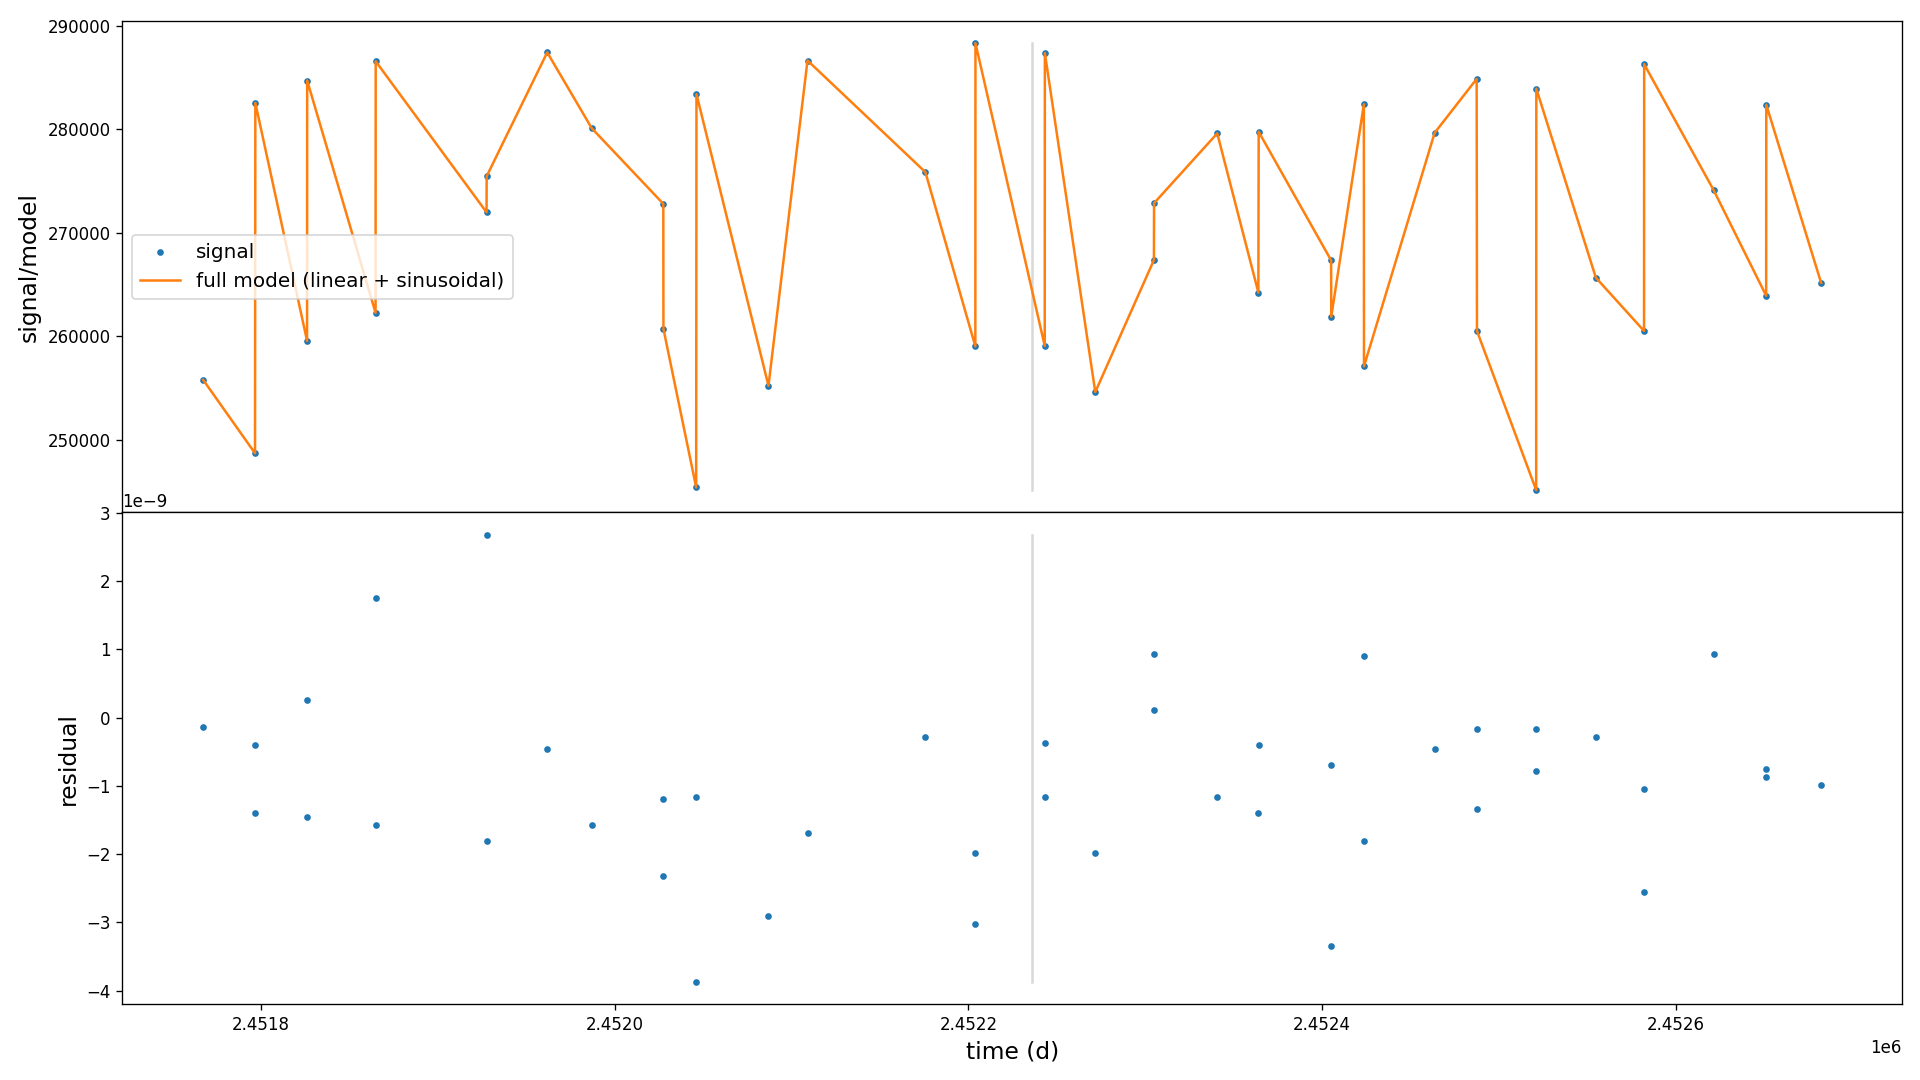 290000
280000
270000
260000
250000
signal/model
signal
full model (linear + sinusoidal)
1e−9
3
2
1
0
−1
−2
−3
−4
residual
2.4518
2.4520
2.4522
2.4524
2.4526
1e6
time (d)